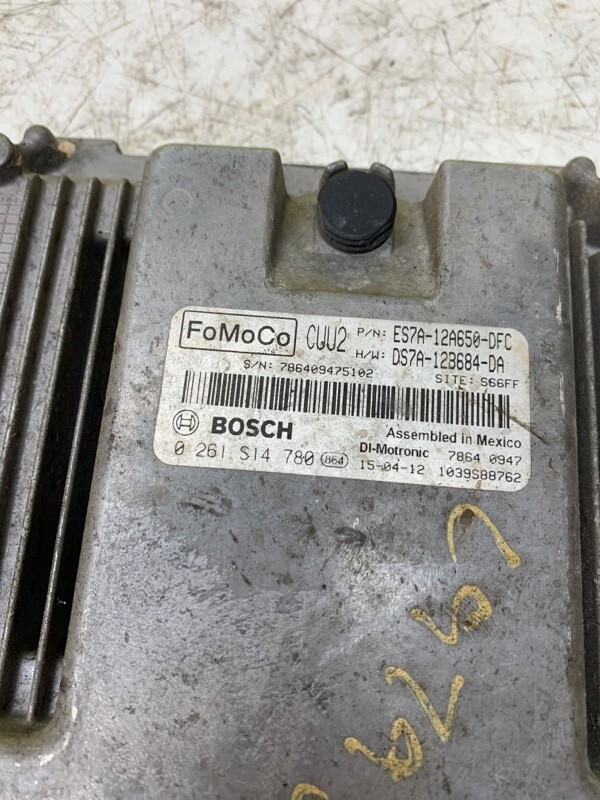 FoMoCo CWU2 P/N: ES7A-12A650-DFC
H/W: DS7A-12B684-DA
S/N: 786409475102 SITE: S66FF
BOSCH Assembled in Mexico
DI-Motronic 7864 0947
0 261 S14 780 864 15-04-12 1039S88762